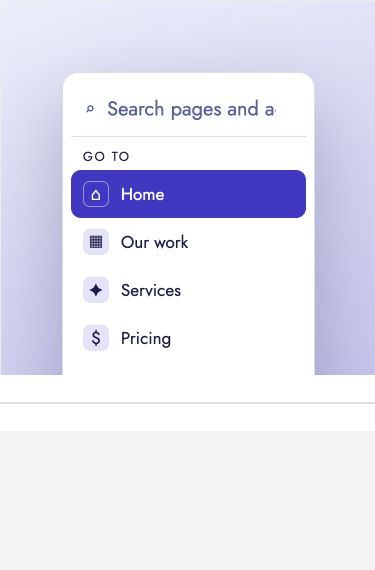 Search pages and a
GO TO
Home
Our work
Services
$ Pricing